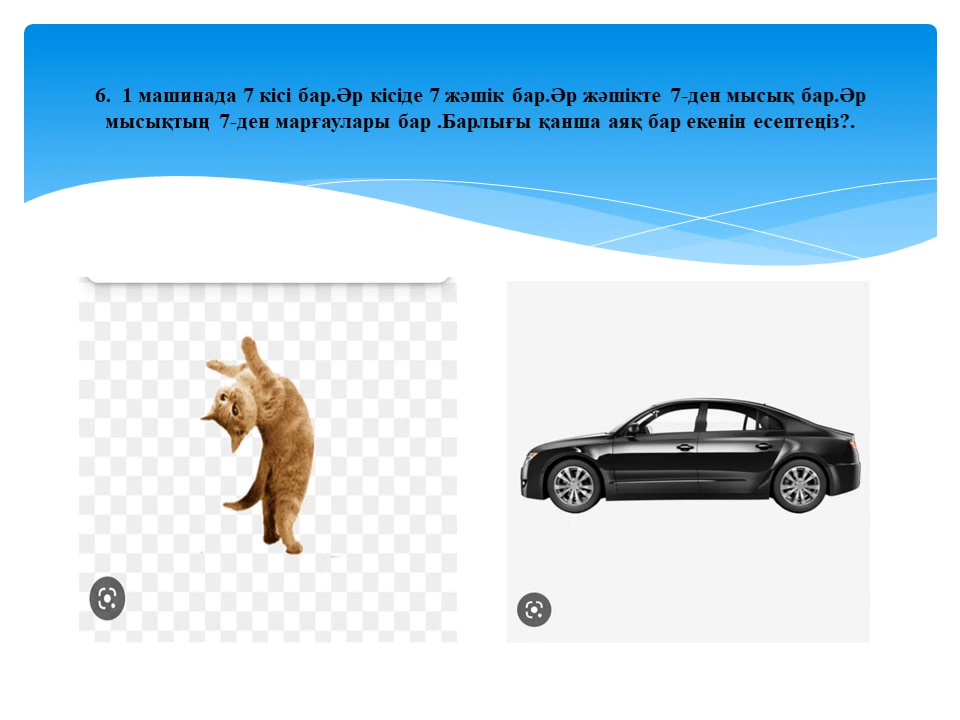 6. 1 машинада 7 кісі бар.Әр кісіде 7 жәшік бар.Әр жәшікте 7-ден мысық бар.Әр
мысықтың 7-ден марғаулары бар .Барлығы қанша аяқ бар екенін есептеңіз?.